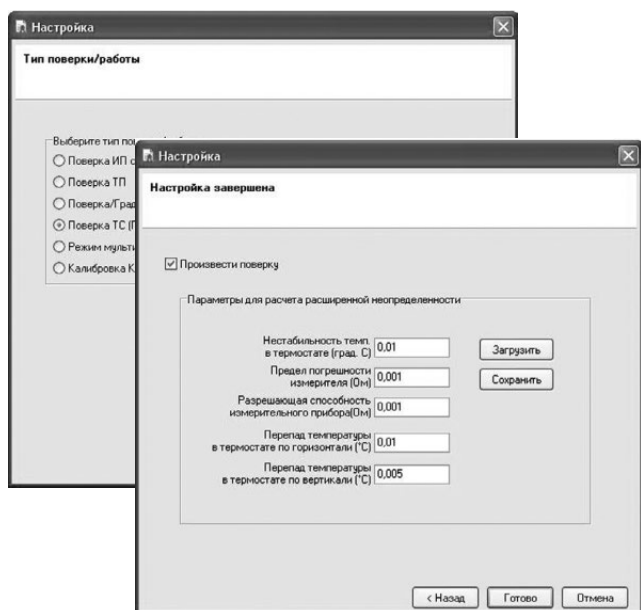 Настройка
Тип поверки/работы
Выберите тип
Поверка ИП
Поверка ТП
Поверка/Град
Поверка ТС
Режим мульти
Калибровка К
Настройка
Настройка завершена
Произвести поверку
Параметры для расчета расширенной неопределенности
Нестабильность темп.
в термостате (град. С) 0,01
Загрузить
Предел погрешности
измерителя (Ом) 0,001
Сохранить
Разрешающая способность
измерительного прибора(Ом) 0,001
Перепад температуры
в термостате по горизонтали (°С) 0,01
Перепад температуры
в термостате по вертикали (°С) 0,005
< Назад Готово Отмена